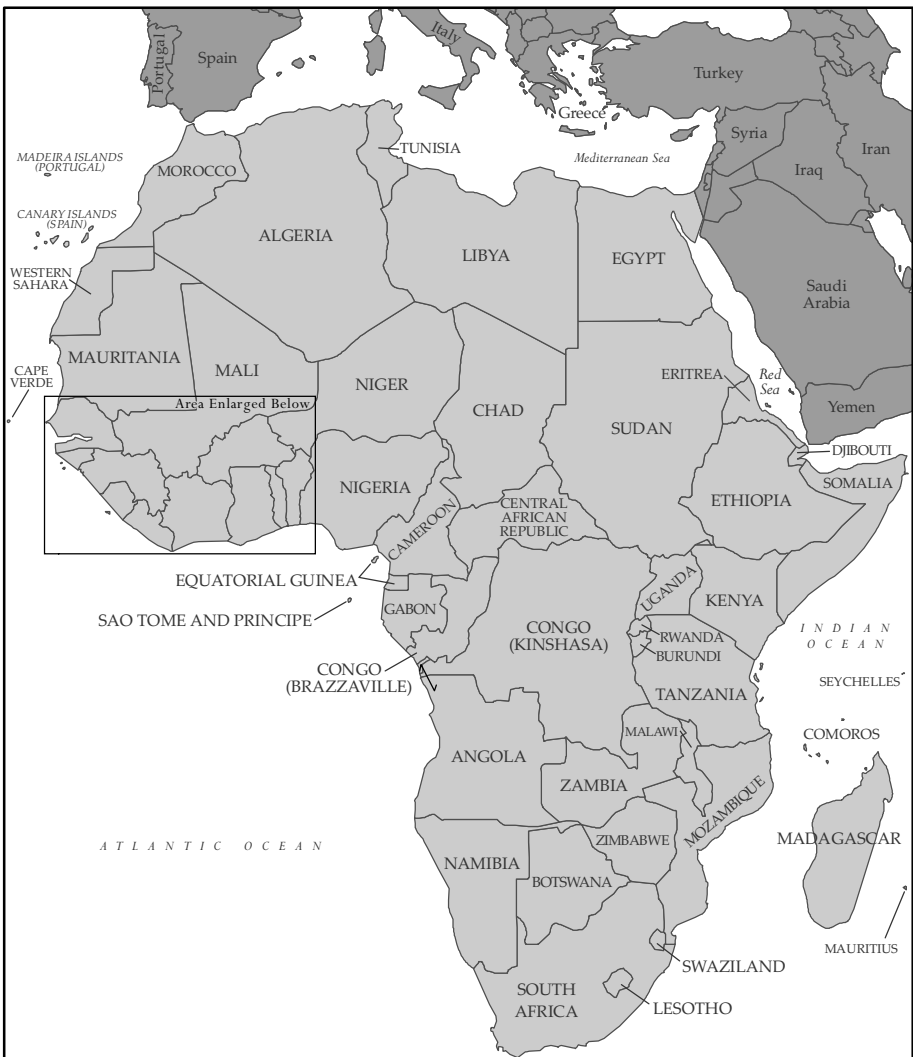 Portugal
Spain
Italy
Greece
Turkey
Syria
Iraq
Iran
MADEIRA ISLANDS
(PORTUGAL)
MOROCCO
TUNISIA
Mediterranean Sea
CANARY ISLANDS
(SPAIN)
ALGERIA
LIBYA
EGYPT
WESTERN
SAHARA
Saudi
Arabia
CAPE
VERDE
MAURITANIA
MALI
NIGER
CHAD
SUDAN
ERITREA
Red
Sea
Yemen
Area Enlarged Below
DJIBOUTI
NIGERIA
CENTRAL
AFRICAN
REPUBLIC
ETHIOPIA
SOMALIA
CAMEROON
EQUATORIAL GUINEA
SAO TOME AND PRINCIPE
GABON
CONGO
(BRAZZAVILLE)
CONGO
(KINSHASA)
UGANDA
KENYA
RWANDA
BURUNDI
TANZANIA
INDIAN
OCEAN
SEYCHELLES
COMOROS
ANGOLA
ZAMBIA
MALAWI
MOZAMBIQUE
MADAGASCAR
ATLANTIC OCEAN
NAMIBIA
ZIMBABWE
BOTSWANA
MAURITIUS
SWAZILAND
SOUTH
AFRICA
LESOTHO